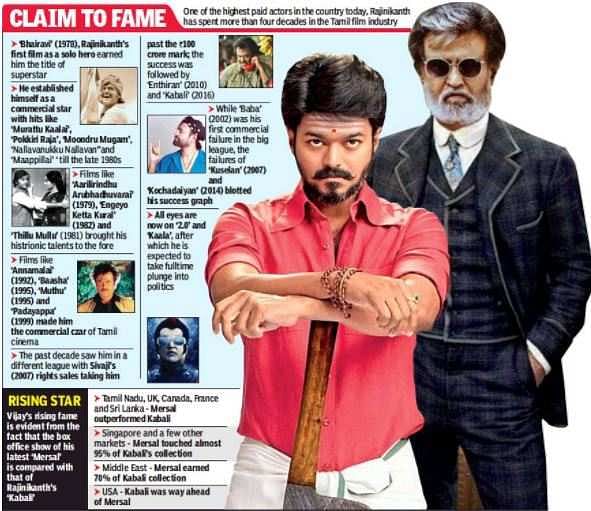 CLAIM TO FAME
One of the highest paid actors in the country today, Rajinikanth
has spent more than four decades in the Tamil film industry
➤ 'Bhairavi' (1978), Rajinikanth's
first film as a solo hero earned
him the title of
superstar
➤ He established
himself as a
commercial star
with hits like
'Murattu Kaalai',
'Pokkiri Raja', 'Moondru Mugam',
'Nallavanukku Nallavan" and
'Maappillai' ' till the late 1980s
➤ Films like
'Aarilirindhu
Arubhadhuvarai'
(1979), 'Engeyo
Ketta Kural'
(1982) and
'Thillu Mullu' (1981) brought his
histrionic talents to the fore
➤ Films like
'Annamalai'
(1992), 'Baasha'
(1995), 'Muthu'
(1995) and
'Padayappa'
(1999) made him
the commercial czar of Tamil
cinema
➤ The past decade saw him in a
different league with Sivaji's
(2007) rights sales taking him
past the ₹100
crore mark; the
success was
followed by
'Enthiran' (2010)
and 'Kabali' (2016)
➤ While 'Baba'
(2002) was his
first commercial
failure in the big
league, the
failures of
'Kuselan' (2007)
and
'Kochadaiyan' (2014) blotted
his success graph
➤ All eyes are
now on '2.0' and
'Kaala', after
which he is
expected to
take fulltime
plunge into
politics
RISING STAR
Vijay's rising fame
is evident from the
fact that the box
office show of his
latest 'Mersal'
is compared with
that of
Rajinikanth's
'Kabali'
➤ Tamil Nadu, UK, Canada, France
and Sri Lanka - Mersal
outperformed Kabali
➤ Singapore and a few other
markets - Mersal touched almost
95% of Kabali's collection
➤ Middle East - Mersal earned
70% of Kabali collection
➤ USA - Kabali was way ahead
of Mersal